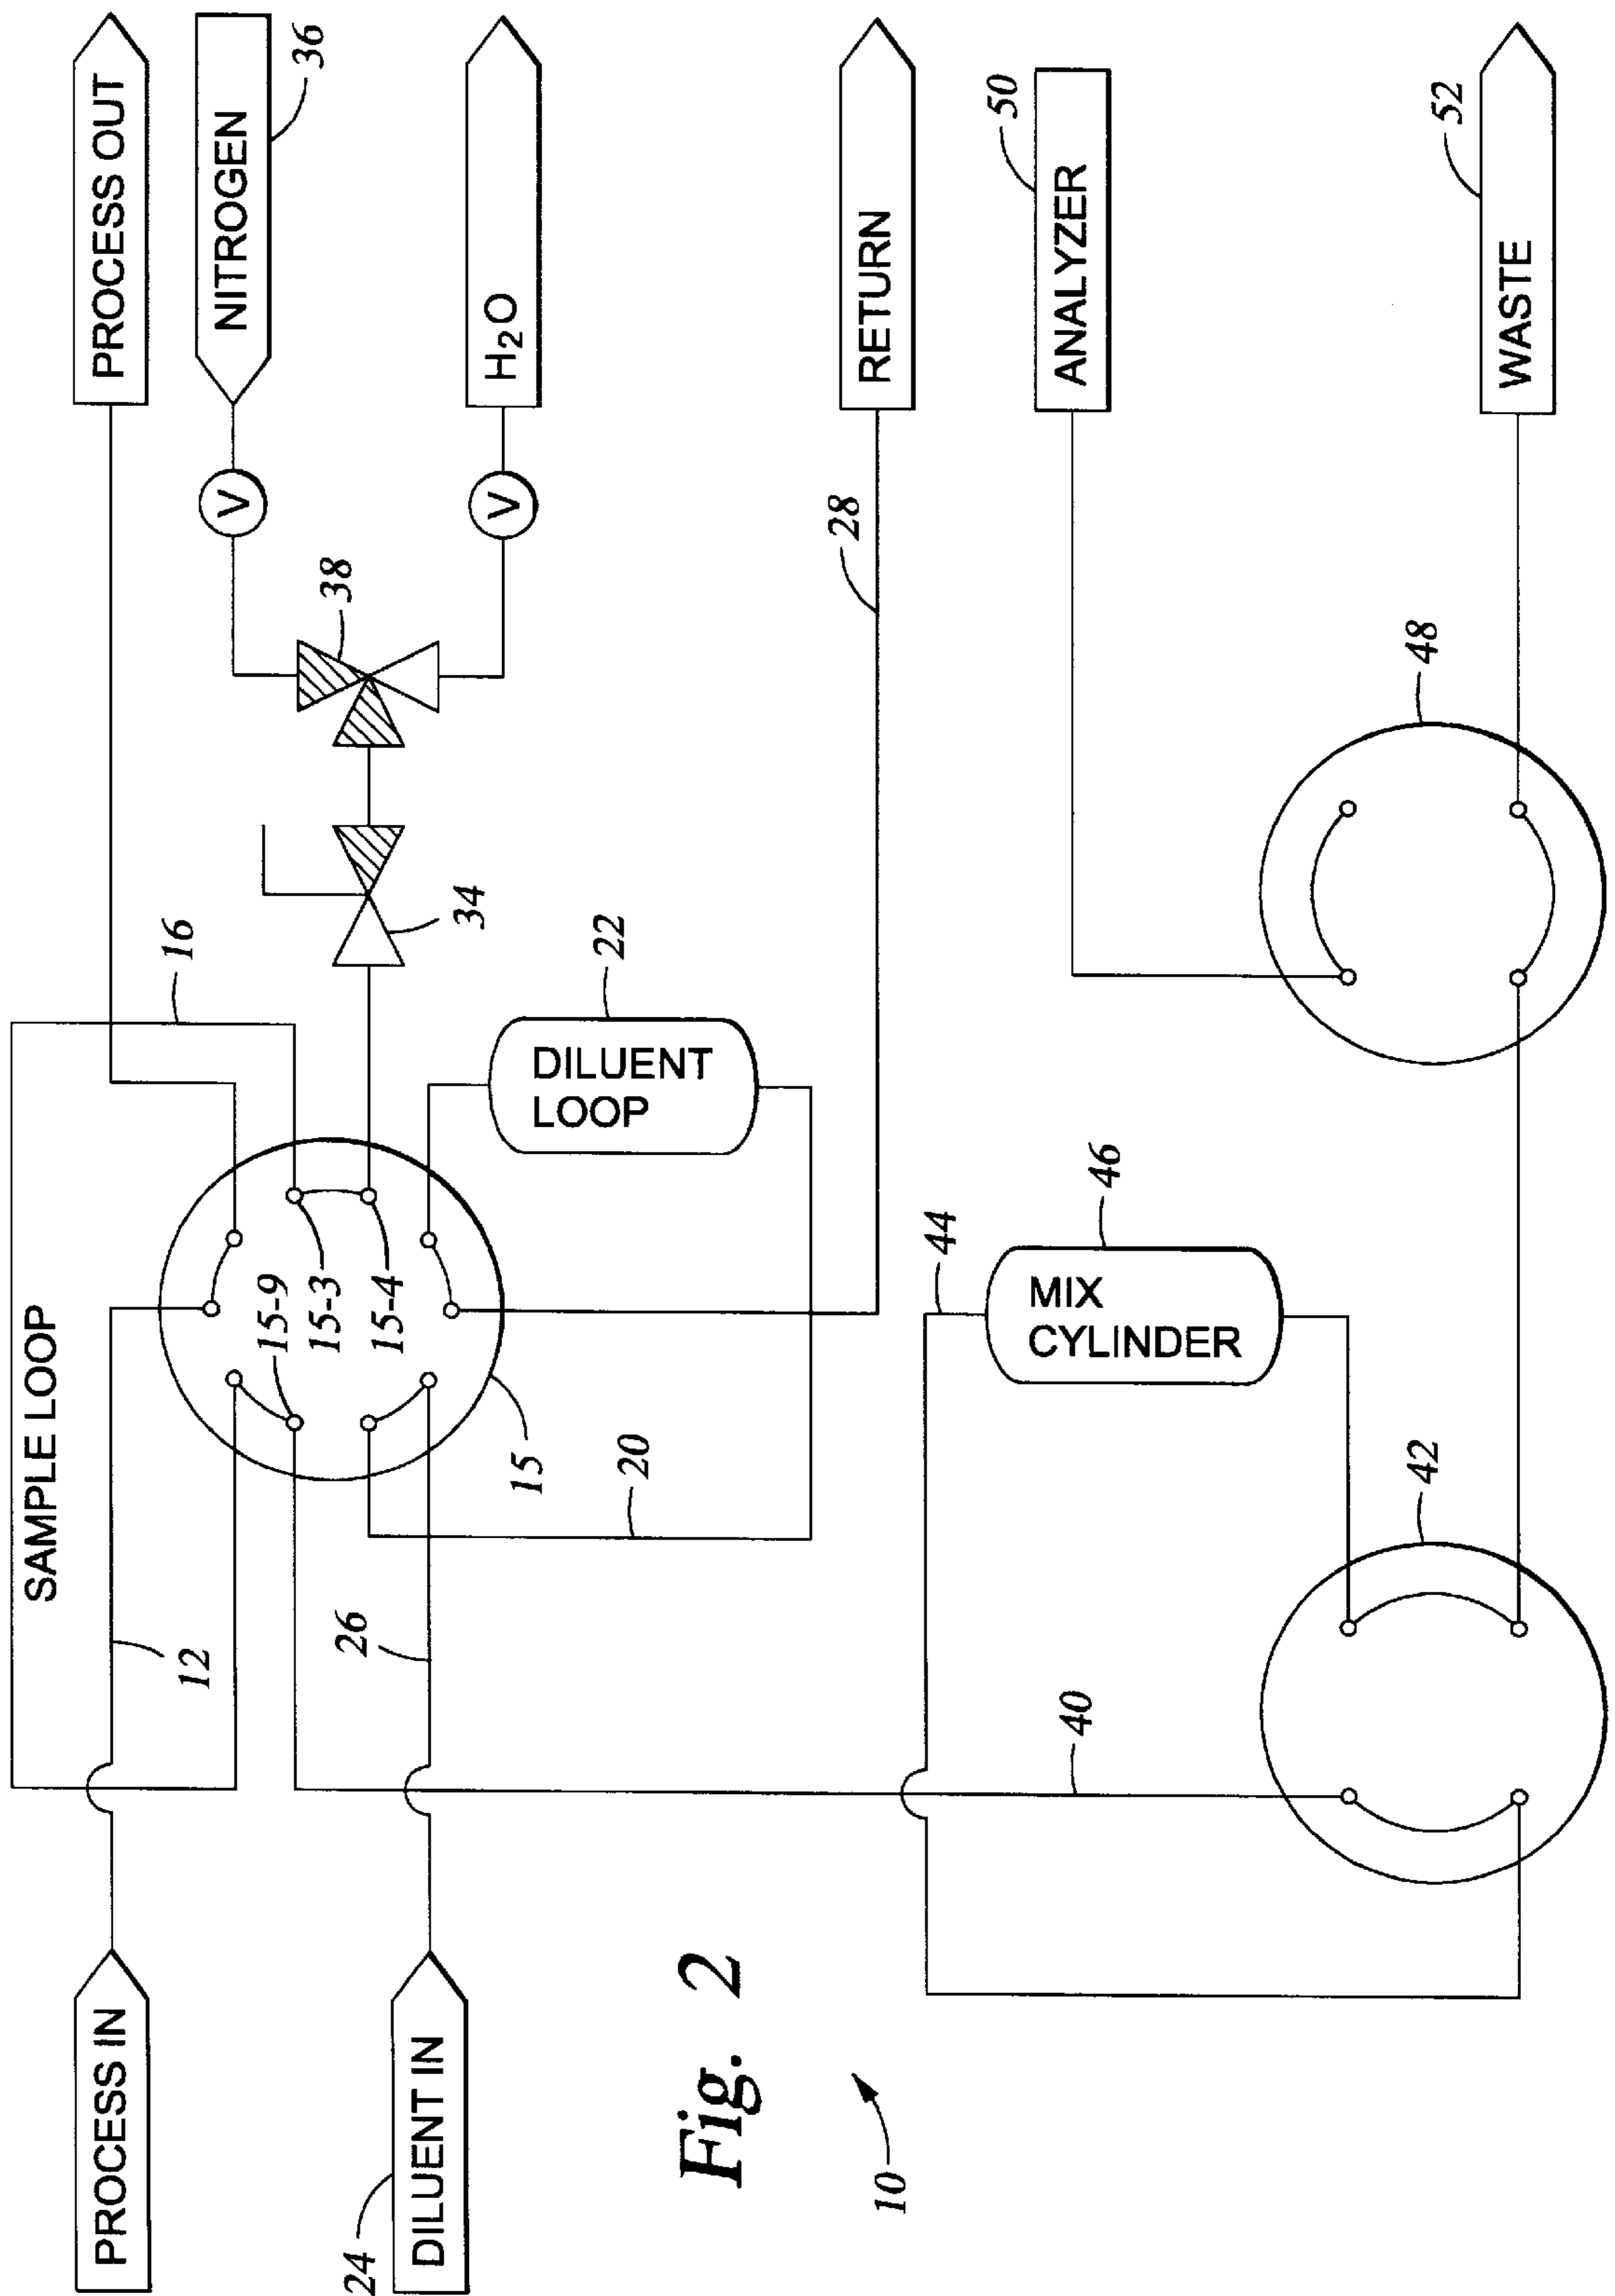 PROCESS IN
PROCESS OUT
SAMPLE LOOP
12
16
NITROGEN
36
V
38
H₂O
V
34
15-9
15-3
15-4
15
DILUENT
LOOP
22
20
24
DILUENT IN
26
RETURN
28
Fig. 2
10
44
MIX
CYLINDER
46
40
42
ANALYZER
50
48
WASTE
52